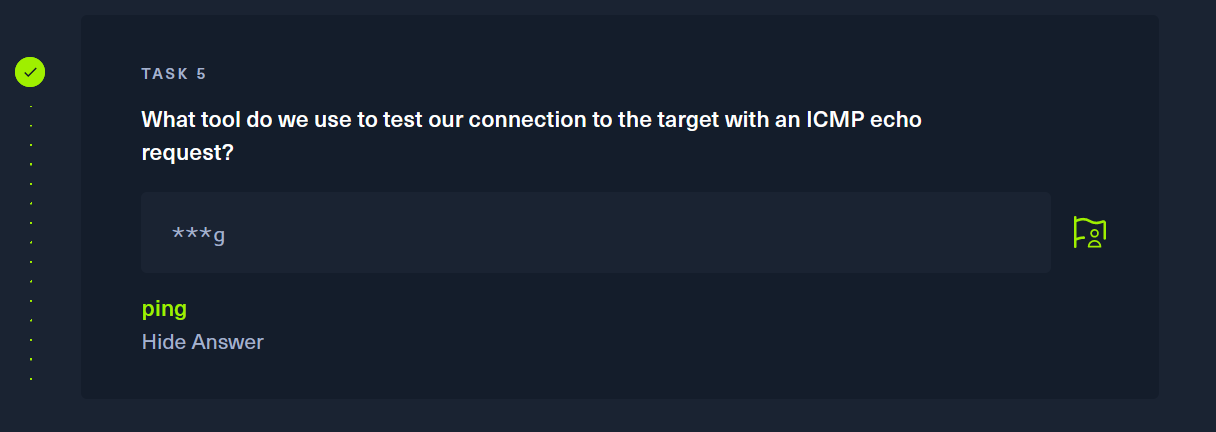 TASK 5
What tool do we use to test our connection to the target with an ICMP echo
request?
***g
ping
Hide Answer